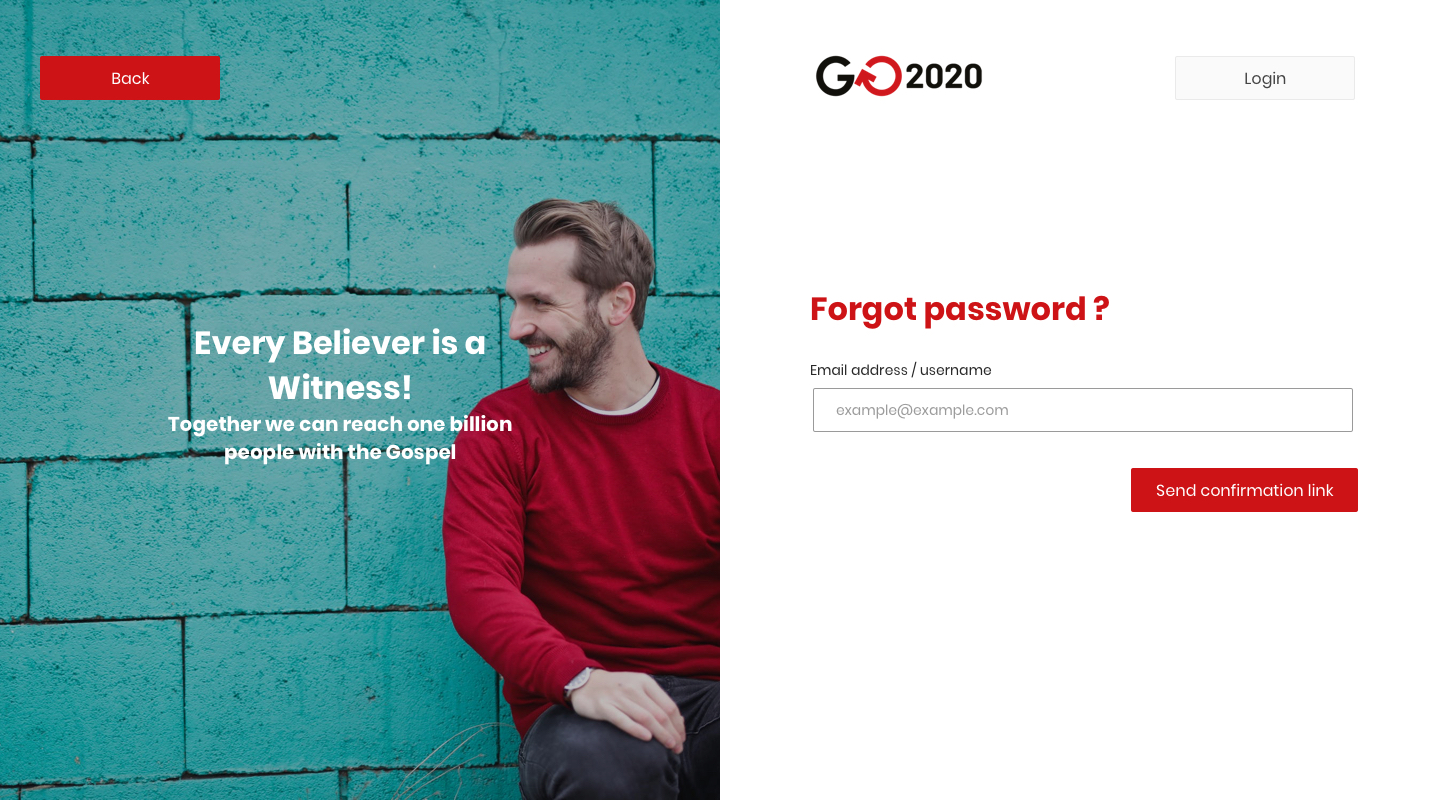 Back
GO2020
Login
Every Believer is a
Witness!
Together we can reach one billion
people with the Gospel
Forgot password ?
Email address / username
example@example.com
Send confirmation link